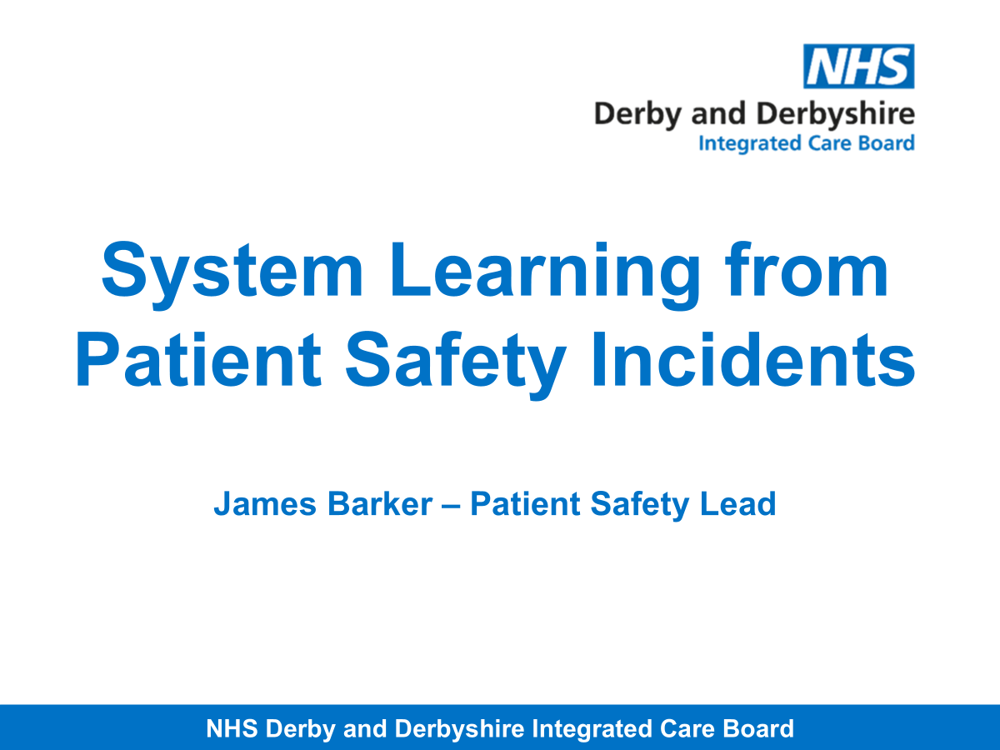 NHS
Derby and Derbyshire
Integrated Care Board
System Learning from
Patient Safety Incidents
James Barker – Patient Safety Lead
NHS Derby and Derbyshire Integrated Care Board